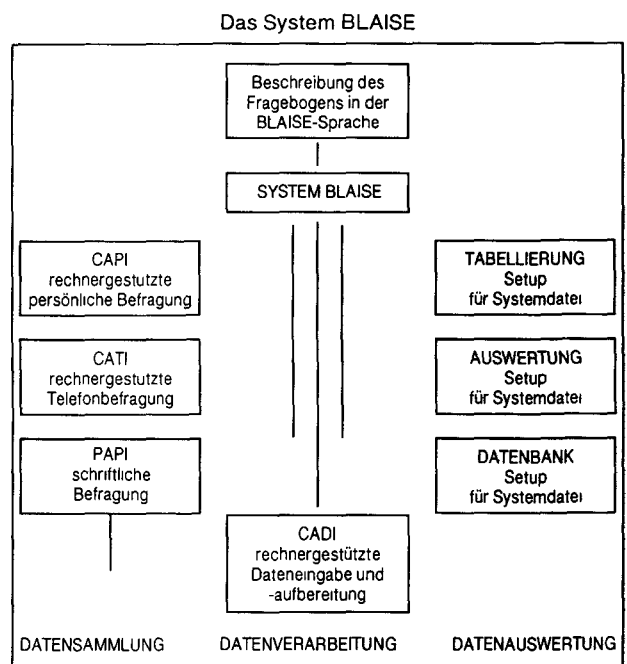 Das System BLAISE
Beschreibung des
Fragebogens in der
BLAISE-Sprache
SYSTEM BLAISE
CAPI
rechnergestutzte
persönliche Befragung
CATI
rechnergestutzte
Telefonbefragung
PAPI
schriftliche
Befragung
TABELLIERUNG
Setup
für Systemdatei
AUSWERTUNG
Setup
für Systemdatei
DATENBANK
Setup
für Systemdatei
CADI
rechnergestützte
Dateneingabe und
-aufbereitung
DATENSAMMLUNG
DATENVERARBEITUNG
DATENAUSWERTUNG